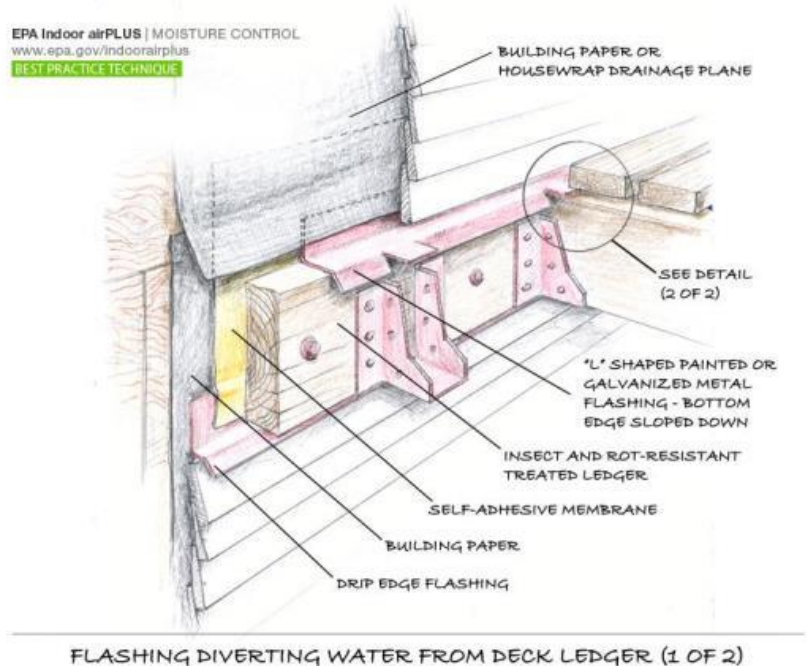 EPA Indoor airPLUS | MOISTURE CONTROL
www.epa.gov/indoorairplus
BEST PRACTICE TECHNIQUE
BUILDING PAPER OR
HOUSEWRAP DRAINAGE PLANE
SEE DETAIL
(2 OF 2)
"L" SHAPED PAINTED OR
GALVANIZED METAL
FLASHING - BOTTOM
EDGE SLOPED DOWN
INSECT AND ROT-RESISTANT
TREATED LEDGER
SELF-ADHESIVE MEMBRANE
BUILDING PAPER
DRIP EDGE FLASHING
FLASHING DIVERTING WATER FROM DECK LEDGER (1 OF 2)